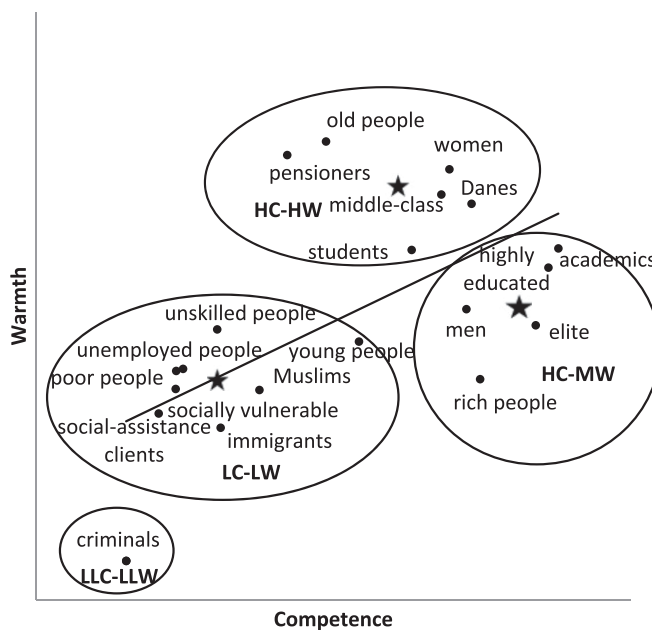 old people
women
pensioners
Danes
HC-HW
middle-class
students
highly
educated
academics
men
elite
HC-MW
rich people
unskilled people
unemployed people
young people
poor people
Muslims
socially vulnerable
social-assistance
clients
immigrants
LC-LW
criminals
LLC-LLW
Warmth
Competence